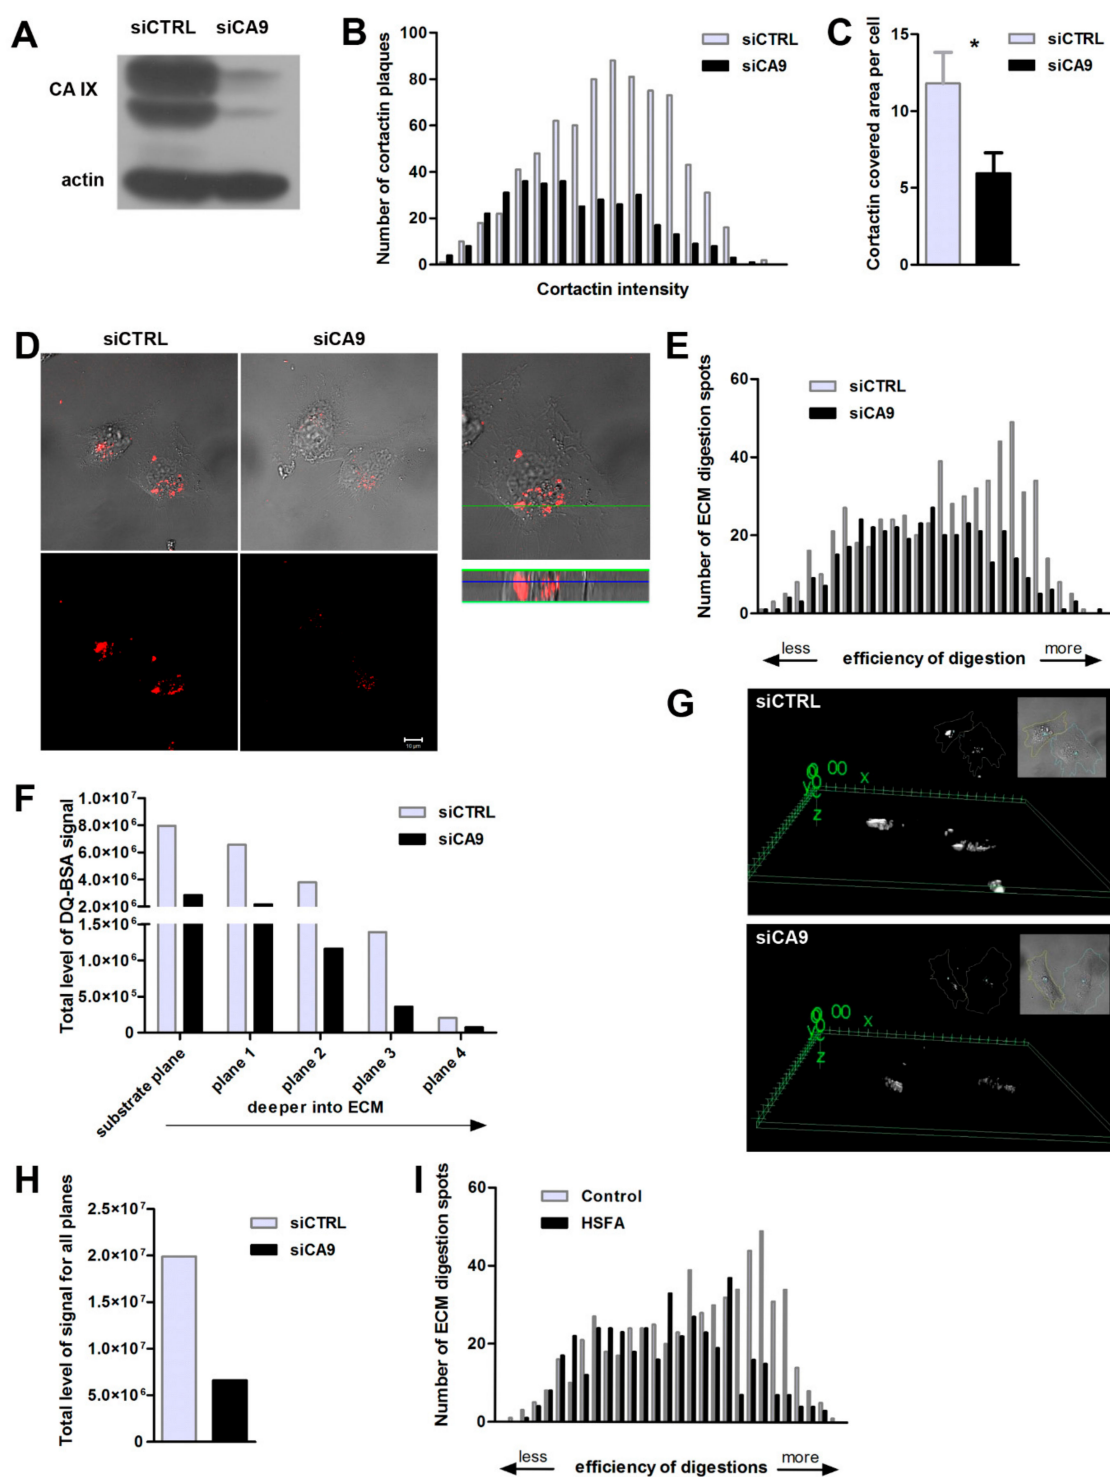 A
siCTRL siCA9
CA IX
actin
B
Number of cortactin plaques
100
80
60
40
20
0
Cortactin intensity
siCTRL
siCA9
C
Cortactin covered area per cell
15
10
5
0
*
siCTRL
siCA9
D
siCTRL siCA9
10 µm
E
Number of ECM digestion spots
60
40
20
0
siCTRL
siCA9
less efficiency of digestion more
F
Total level of DQ-BSA signal
1.0×10⁷
8.0×10⁶
6.0×10⁶
4.0×10⁶
2.0×10⁶
1.5×10⁶
1.0×10⁶
5.0×10⁵
0
siCTRL
siCA9
substrate plane
plane 1
plane 2
plane 3
plane 4
deeper into ECM
G
siCTRL
x
z
siCA9
x
z
H
Total level of signal for all planes
2.5×10⁷
2.0×10⁷
1.5×10⁷
1.0×10⁷
5.0×10⁶
0
siCTRL
siCA9
I
Number of ECM digestion spots
60
40
20
0
Control
HSFA
less efficiency of digestions more